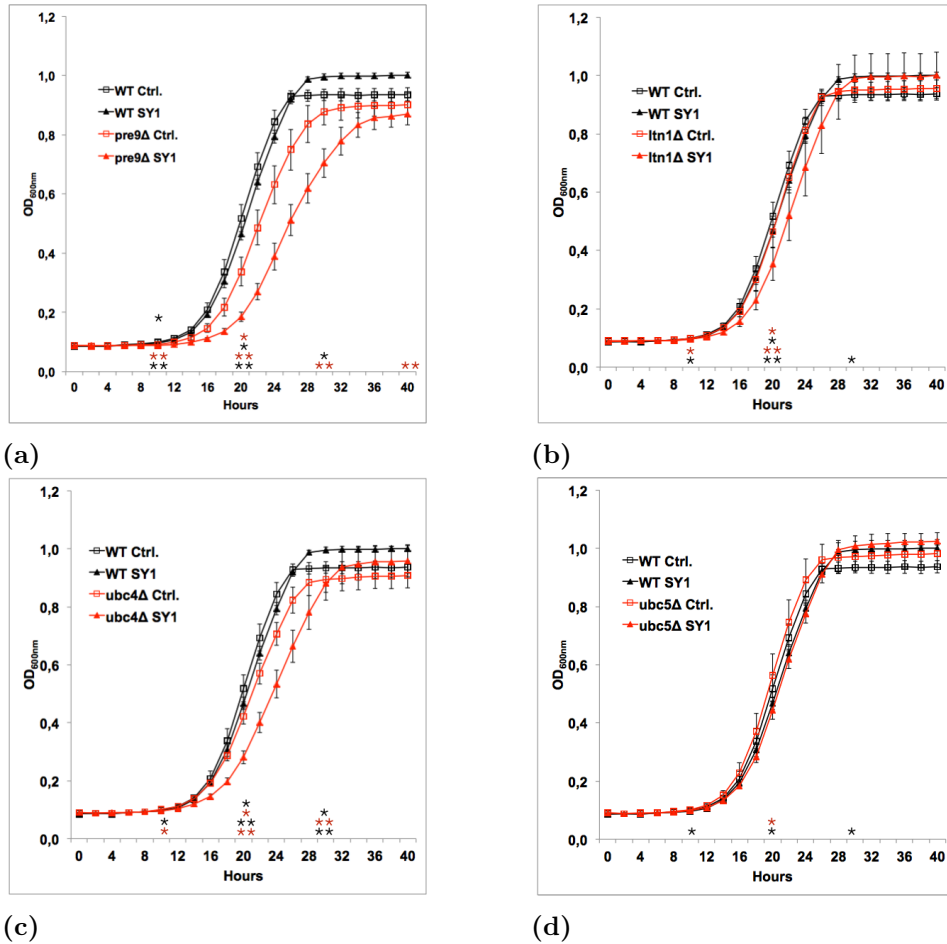 1,2
1,0
0,8
0,6
0,4
0,2
0,0
OD600nm
WT Ctrl.
WT SY1
pre9Δ Ctrl.
pre9Δ SY1
* * * * * * * * * * * * * * * * *
0 4 8 12 16 20 24 28 32 36 40
Hours
(a)
1,2
1,0
0,8
0,6
0,4
0,2
0,0
OD600nm
WT Ctrl.
WT SY1
ltn1Δ Ctrl.
ltn1Δ SY1
* * * * * * * * *
0 4 8 12 16 20 24 28 32 36 40
Hours
(b)
1,2
1,0
0,8
0,6
0,4
0,2
0,0
OD600nm
WT Ctrl.
WT SY1
ubc4Δ Ctrl.
ubc4Δ SY1
* * * * * * * * * * * * *
0 4 8 12 16 20 24 28 32 36 40
Hours
(c)
1,2
1,0
0,8
0,6
0,4
0,2
0,0
OD600nm
WT Ctrl.
WT SY1
ubc5Δ Ctrl.
ubc5Δ SY1
* * * *
0 4 8 12 16 20 24 28 32 36 40
Hours
(d)